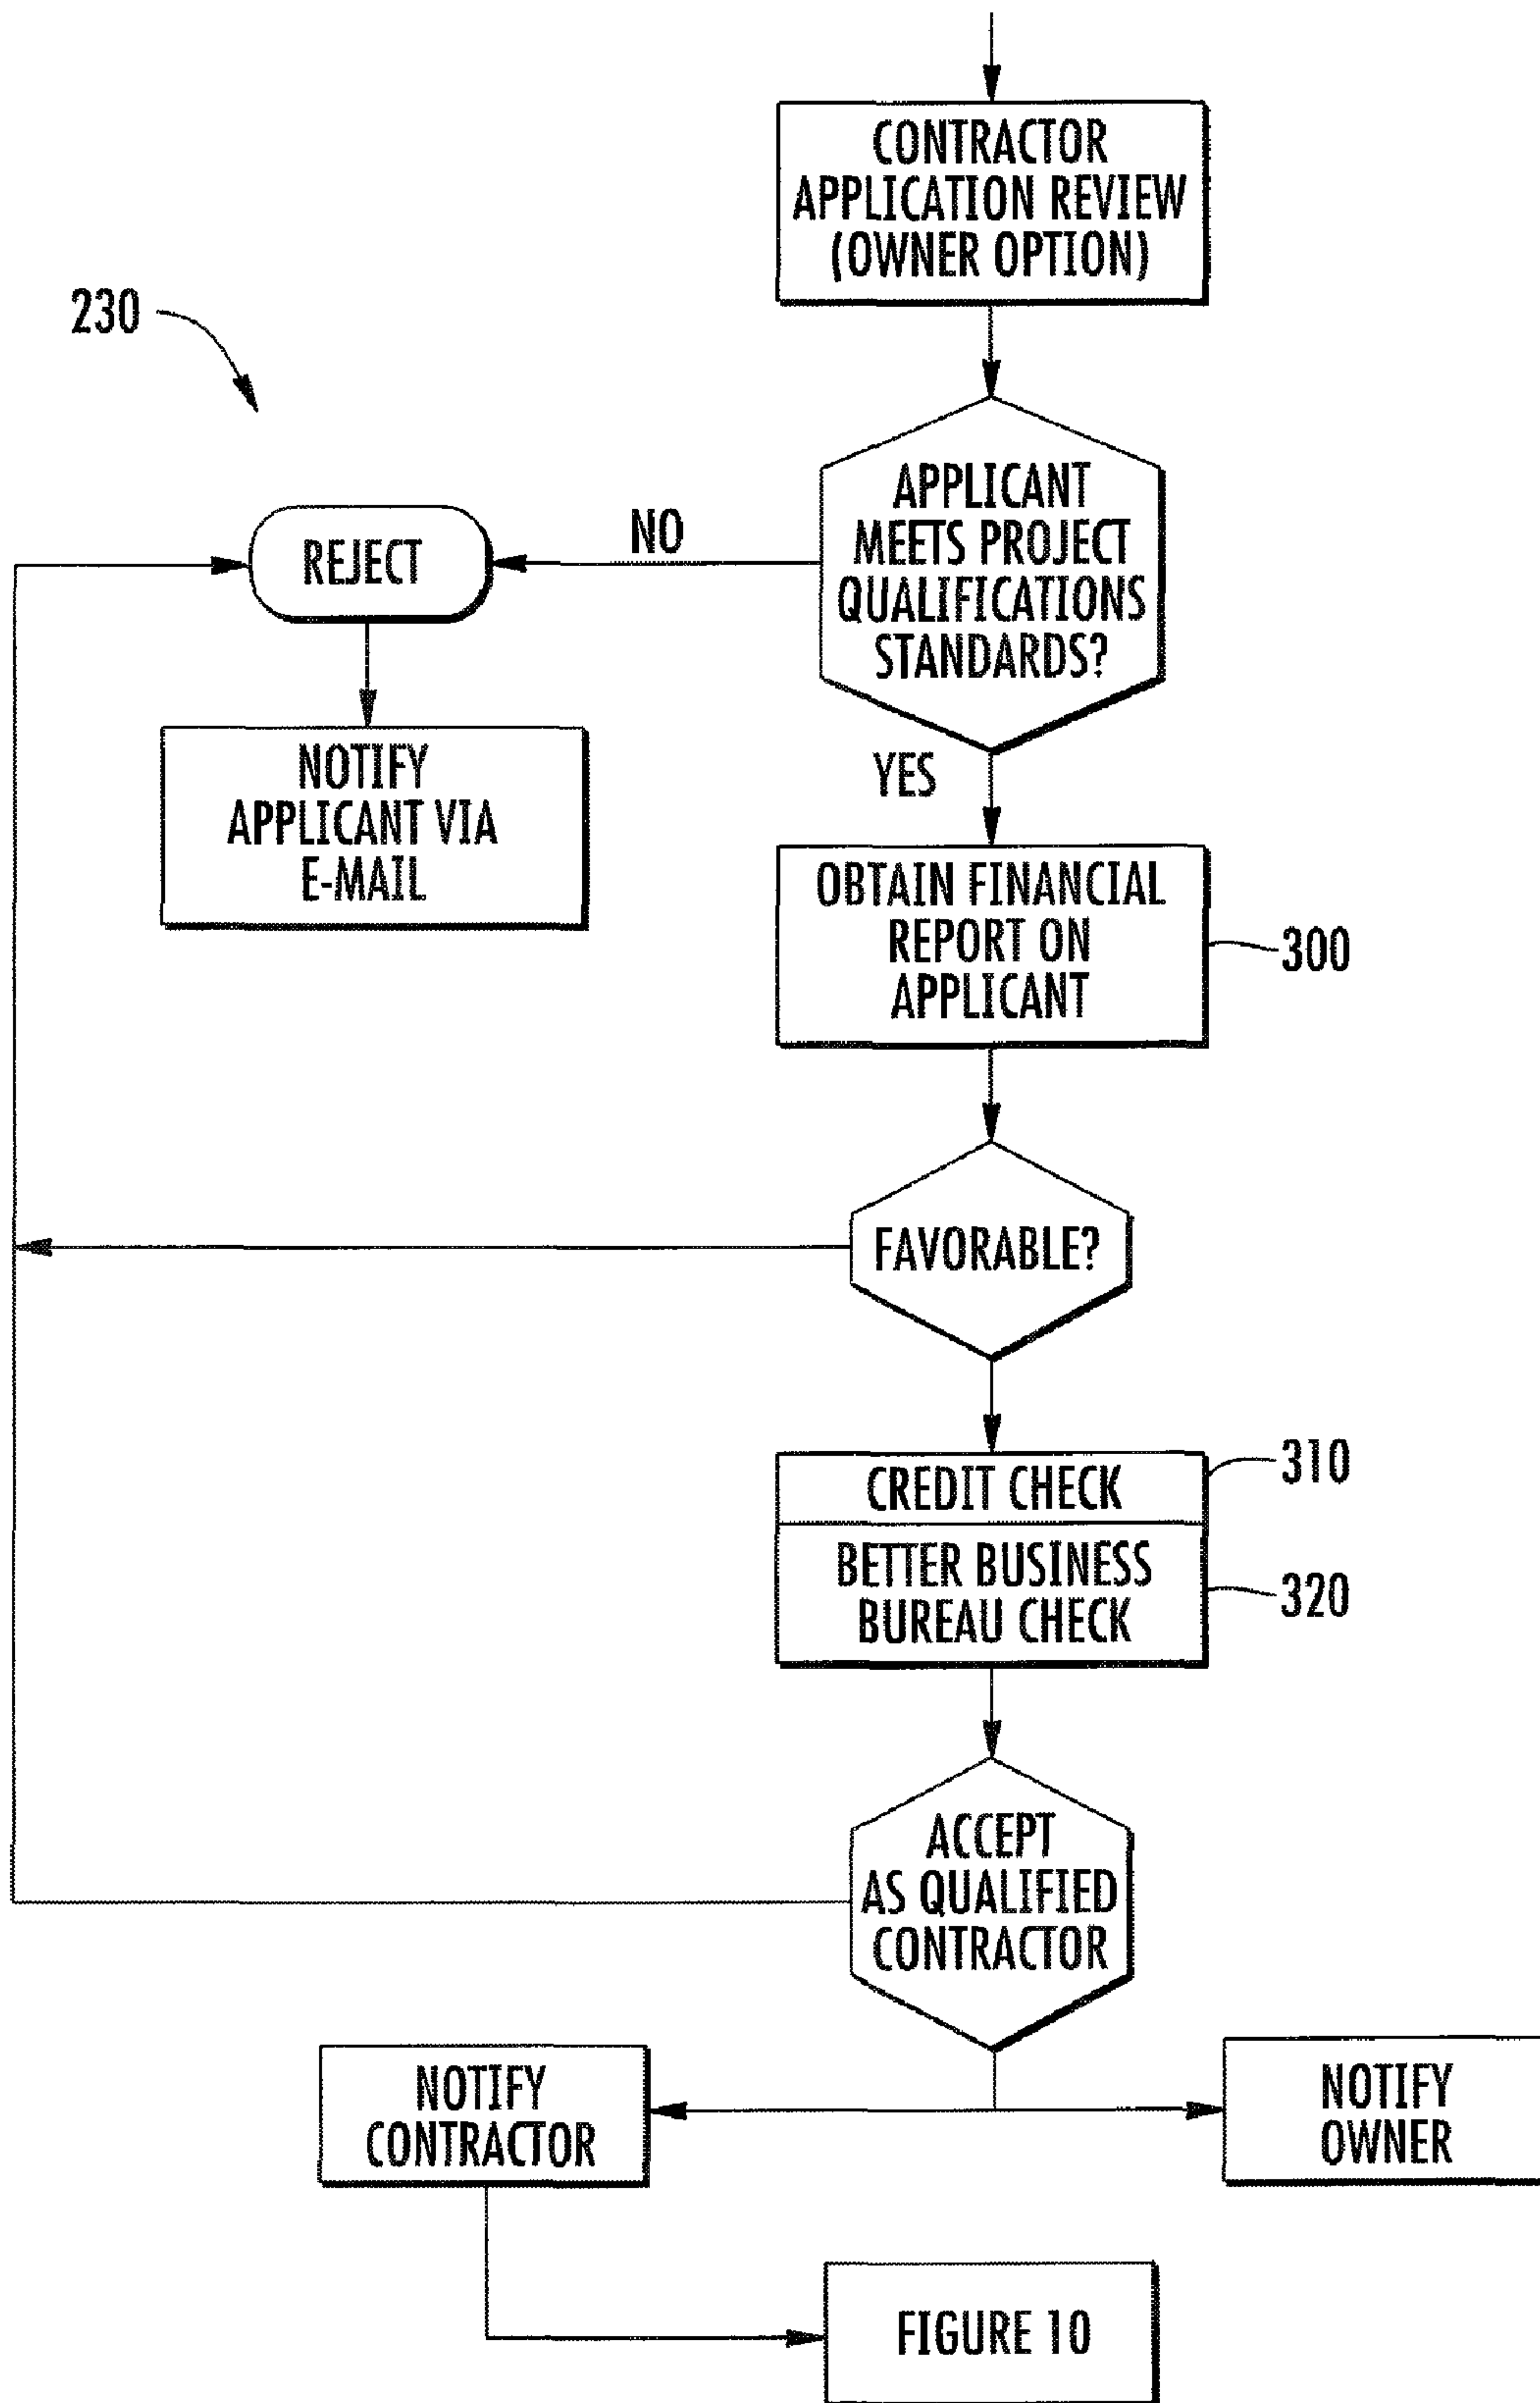 CONTRACTOR
APPLICATION REVIEW
(OWNER OPTION)
230
APPLICANT
MEETS PROJECT
QUALIFICATIONS
STANDARDS?
NO
REJECT
NOTIFY
APPLICANT VIA
E-MAIL
YES
OBTAIN FINANCIAL
REPORT ON
APPLICANT
300
FAVORABLE?
CREDIT CHECK
310
BETTER BUSINESS
BUREAU CHECK
320
ACCEPT
AS QUALIFIED
CONTRACTOR
NOTIFY
CONTRACTOR
NOTIFY
OWNER
FIGURE 10